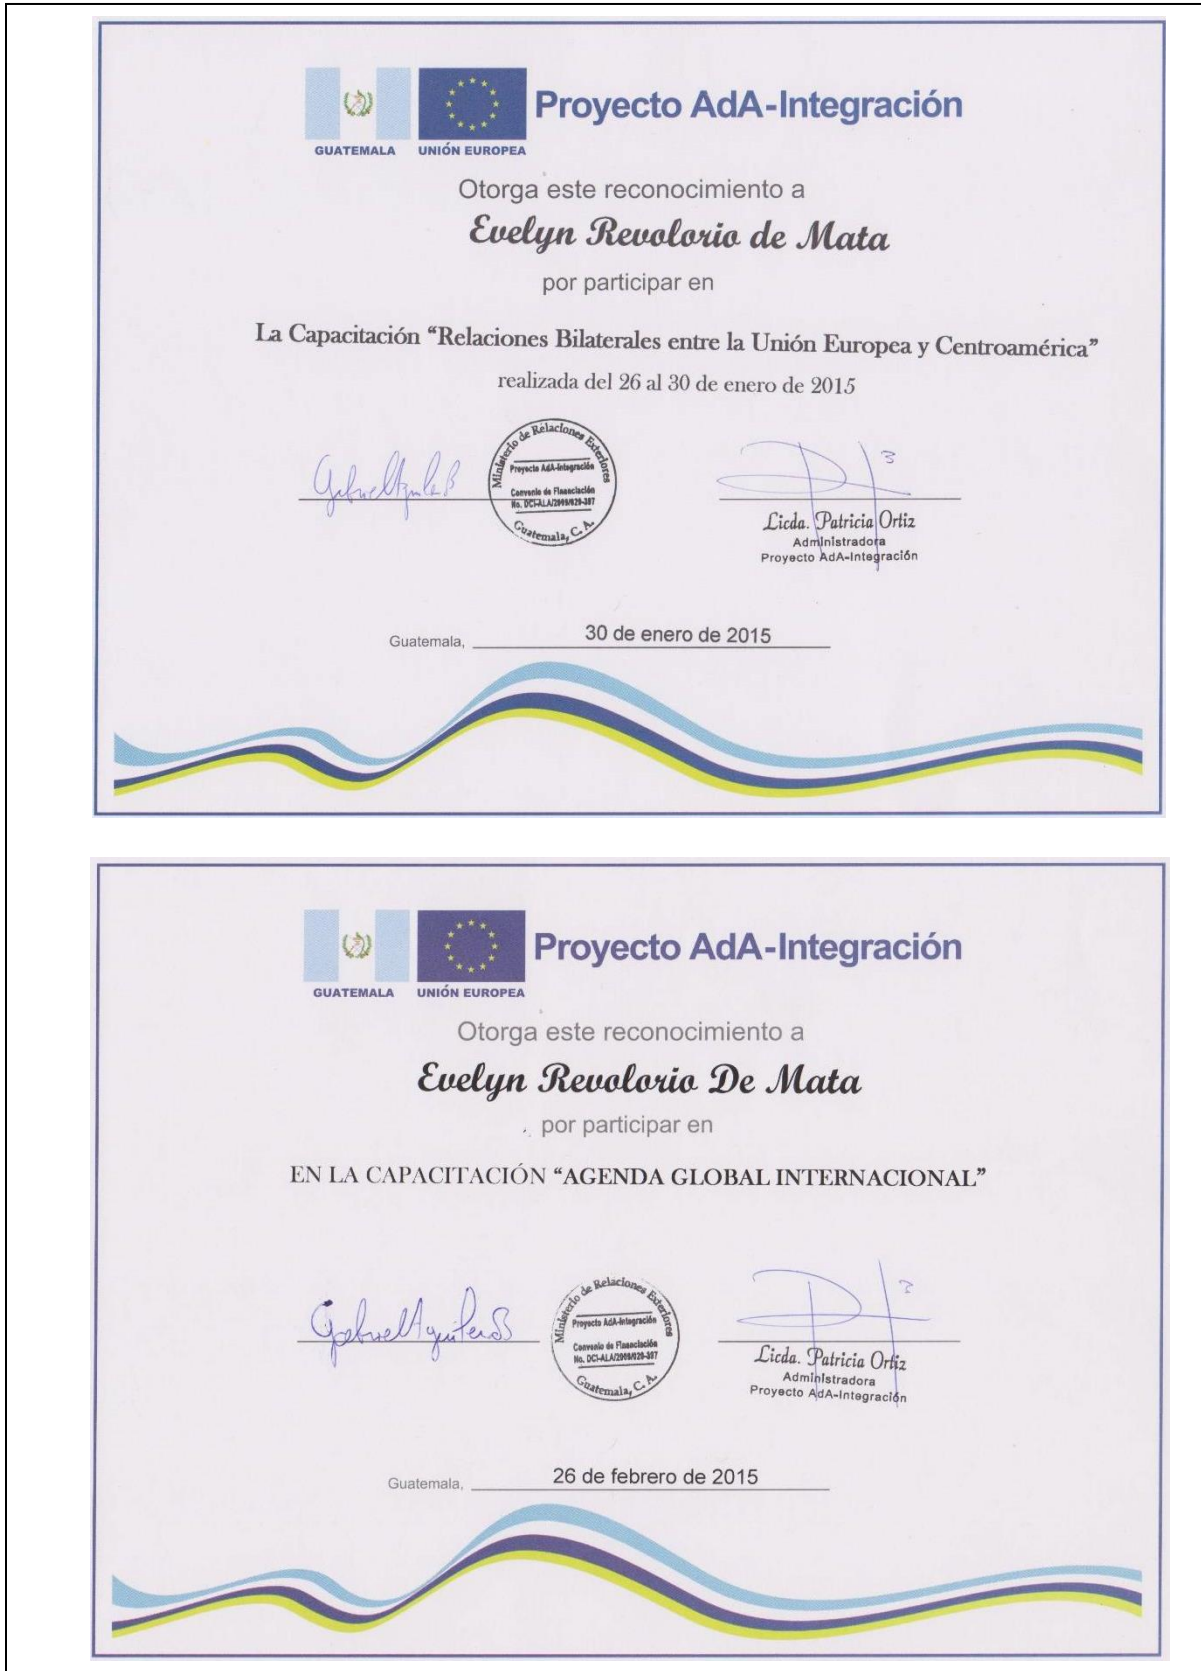 Proyecto AdA-Integración
GUATEMALA
UNIÓN EUROPEA
Otorga este reconocimiento a
Evelyn Revolorio de Mata
por participar en
La Capacitación “Relaciones Bilaterales entre la Unión Europea y Centroamérica”
realizada del 26 al 30 de enero de 2015
Ministerio de Relaciones Exteriores
Proyecto AdA-Integración
Convenio de Financiación
Guatemala, C. A.
Licda. Patricia Ortiz
Administradora
Proyecto AdA-Integración
Guatemala, 30 de enero de 2015
Proyecto AdA-Integración
GUATEMALA
UNIÓN EUROPEA
Otorga este reconocimiento a
Evelyn Revolorio De Mata
por participar en
EN LA CAPACITACIÓN “AGENDA GLOBAL INTERNACIONAL”
Ministerio de Relaciones Exteriores
Proyecto AdA-Integración
Convenio de Financiación
Guatemala, C. A.
Licda. Patricia Ortiz
Administradora
Proyecto AdA-Integración
Guatemala, 26 de febrero de 2015